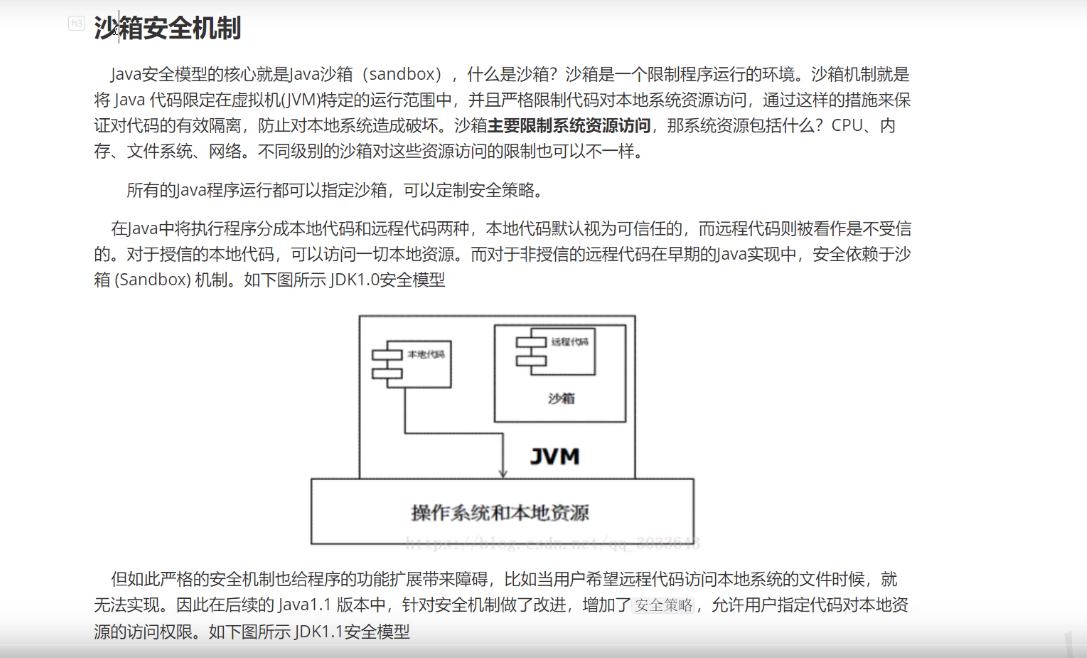 h3
沙箱安全机制
Java安全模型的核心就是Java沙箱（sandbox），什么是沙箱？沙箱是一个限制程序运行的环境。沙箱机制就是
将 Java 代码限定在虚拟机(JVM)特定的运行范围中，并且严格限制代码对本地系统资源访问，通过这样的措施来保
证对代码的有效隔离，防止对本地系统造成破坏。沙箱主要限制系统资源访问，那系统资源包括什么？CPU、内
存、文件系统、网络。不同级别的沙箱对这些资源访问的限制也可以不一样。
所有的Java程序运行都可以指定沙箱，可以定制安全策略。
在Java中将执行程序分成本地代码和远程代码两种，本地代码默认视为可信任的，而远程代码则被看作是不受信
的。对于授信的本地代码，可以访问一切本地资源。而对于非授信的远程代码在早期的Java实现中，安全依赖于沙
箱 (Sandbox) 机制。如下图所示 JDK1.0安全模型
本地代码
远程代码
沙箱
JVM
操作系统和本地资源
但如此严格的安全机制也给程序的功能扩展带来障碍，比如当用户希望远程代码访问本地系统的文件时候，就
无法实现。因此在后续的 Java1.1 版本中，针对安全机制做了改进，增加了安全策略，允许用户指定代码对本地资
源的访问权限。如下图所示 JDK1.1安全模型